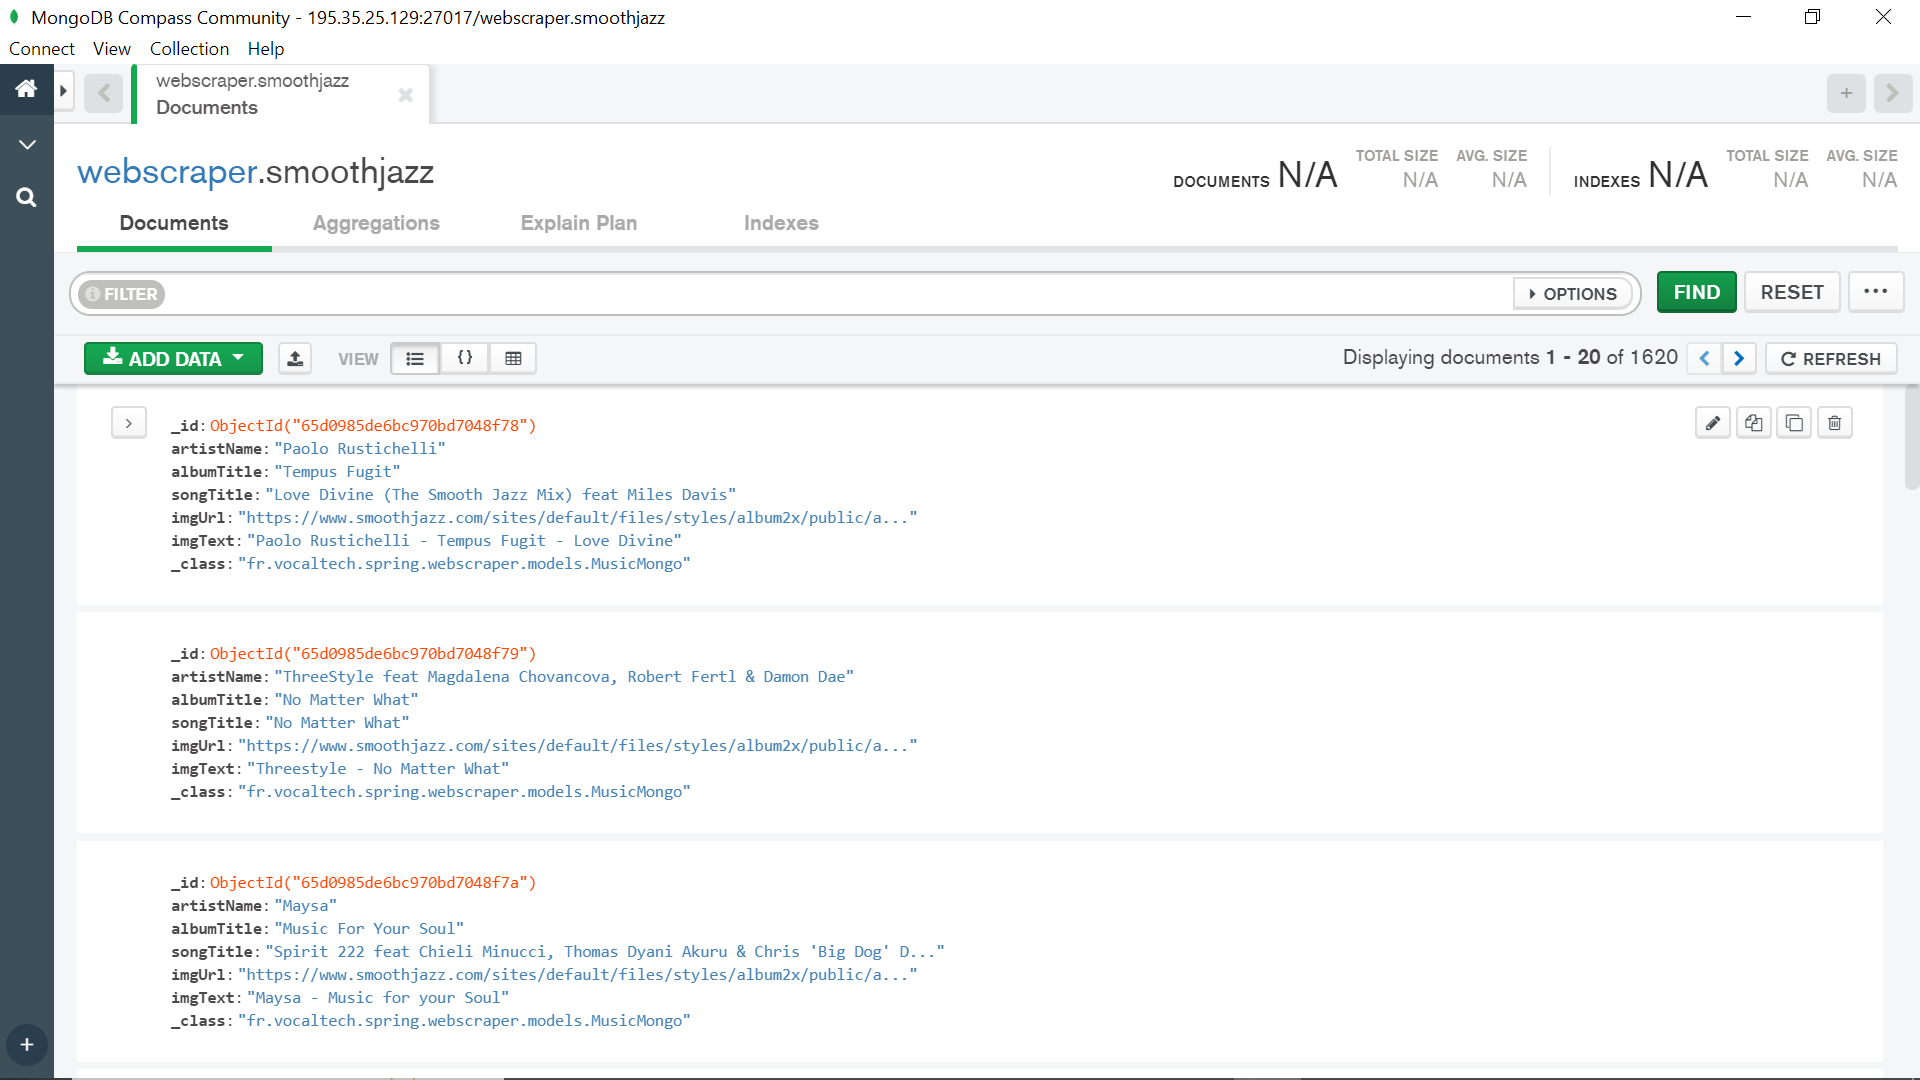 MongoDB Compass Community - 195.35.25.129:27017/webscraper.smoothjazz
Connect View Collection Help
webscraper.smoothjazz
Documents
webscraper.smoothjazz
DOCUMENTS N/A TOTAL SIZE N/A AVG. SIZE N/A INDEXES N/A TOTAL SIZE N/A AVG. SIZE N/A
Documents Aggregations Explain Plan Indexes
FILTER OPTIONS FIND RESET ...
ADD DATA VIEW {} Displaying documents 1 - 20 of 1620 REFRESH
_id: ObjectId("65d0985de6bc970bd7048f78")
artistName: "Paolo Rustichelli"
albumTitle: "Tempus Fugit"
songTitle: "Love Divine (The Smooth Jazz Mix) feat Miles Davis"
imgUrl: "https://www.smoothjazz.com/sites/default/files/styles/album2x/public/a..."
imgText: "Paolo Rustichelli - Tempus Fugit - Love Divine"
_class: "fr.vocaltech.spring.webscraper.models.MusicMongo"
_id: ObjectId("65d0985de6bc970bd7048f79")
artistName: "ThreeStyle feat Magdalena Chovancova, Robert Fertl & Damon Dae"
albumTitle: "No Matter What"
songTitle: "No Matter What"
imgUrl: "https://www.smoothjazz.com/sites/default/files/styles/album2x/public/a..."
imgText: "Threestyle - No Matter What"
_class: "fr.vocaltech.spring.webscraper.models.MusicMongo"
_id: ObjectId("65d0985de6bc970bd7048f7a")
artistName: "Maysa"
albumTitle: "Music For Your Soul"
songTitle: "Spirit 222 feat Chieli Minucci, Thomas Dyani Akuru & Chris 'Big Dog' D..."
imgUrl: "https://www.smoothjazz.com/sites/default/files/styles/album2x/public/a..."
imgText: "Maysa - Music for your Soul"
_class: "fr.vocaltech.spring.webscraper.models.MusicMongo"